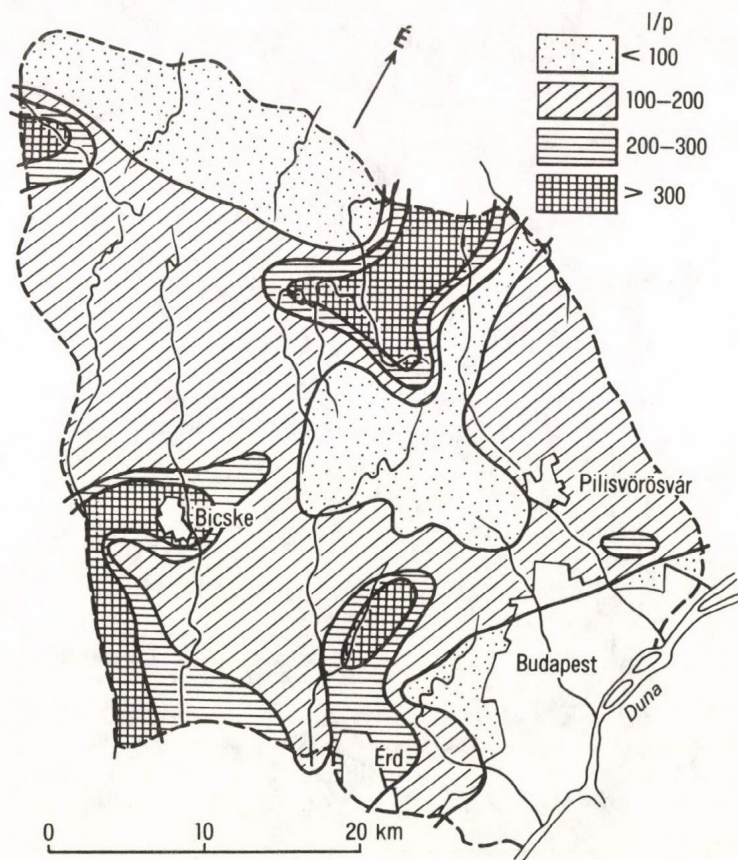 l/p
< 100
100–200
200–300
> 300
É
Pilisvörösvár
Bicske
Budapest
Duna
Érd
0 10 20 km